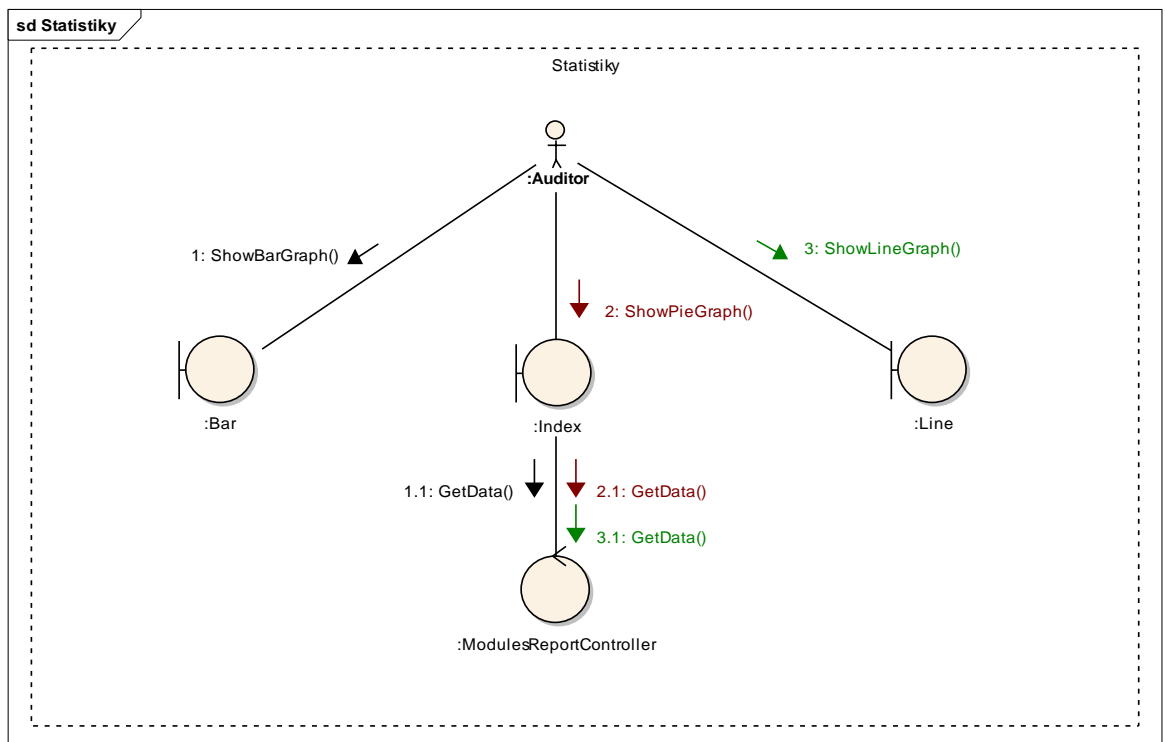 sd Statistiky
Statistiky
:Auditor
1: ShowBarGraph()
3: ShowLineGraph()
2: ShowPieGraph()
:Bar
:Index
:Line
1.1: GetData()
2.1: GetData()
3.1: GetData()
:ModulesReportController